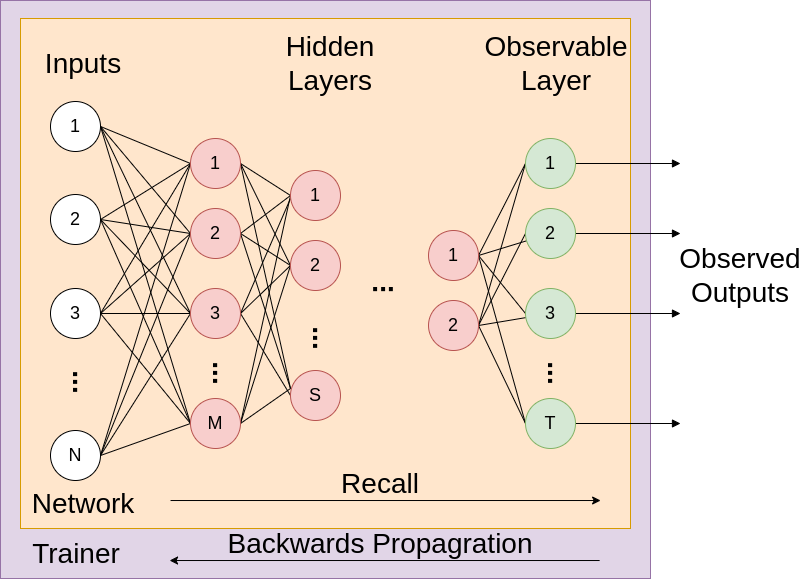 Inputs
Hidden
Layers
Observable
Layer
1
2
3
...
N
1
2
3
...
M
1
2
...
S
...
1
2
1
2
3
...
T
Observed
Outputs
Network
Recall
Trainer
Backwards Propagration